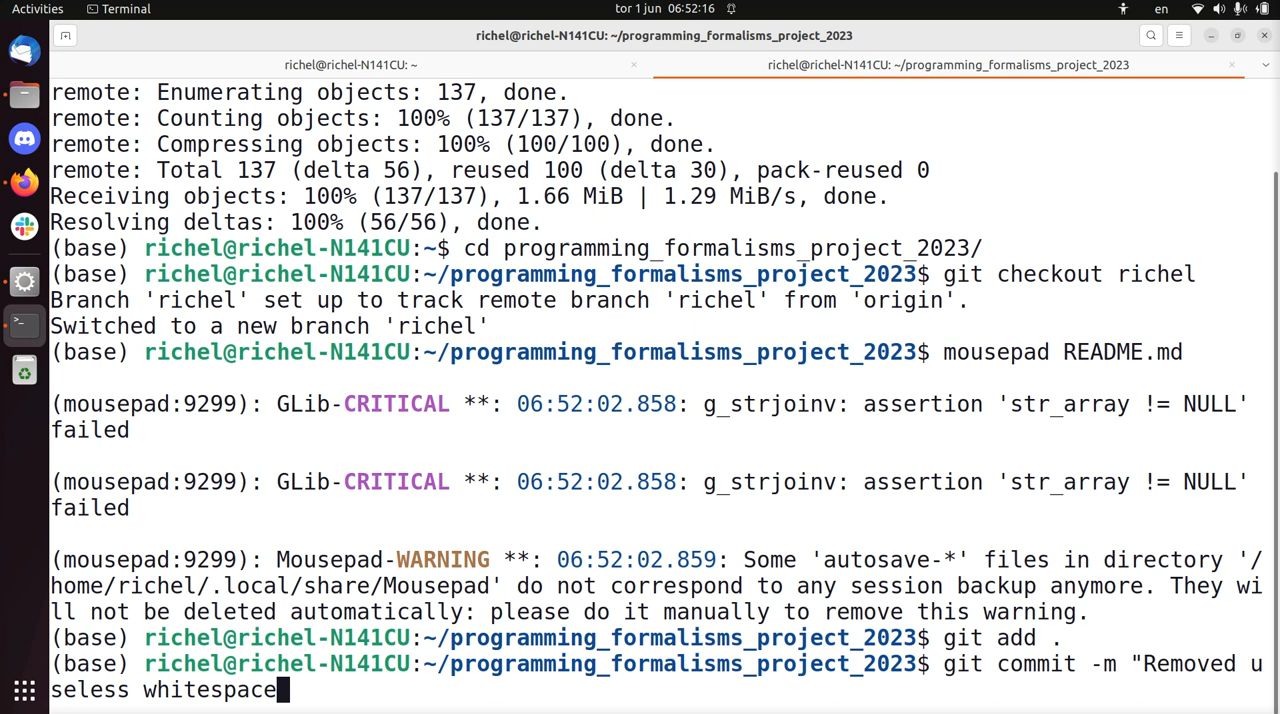 Activities
Terminal
tor 1 jun 06:52:16
en
richel@richel-N141CU: ~/programming_formalisms_project_2023
richel@richel-N141CU: ~
richel@richel-N141CU: ~/programming_formalisms_project_2023
remote: Enumerating objects: 137, done.
remote: Counting objects: 100% (137/137), done.
remote: Compressing objects: 100% (100/100), done.
remote: Total 137 (delta 56), reused 100 (delta 30), pack-reused 0
Receiving objects: 100% (137/137), 1.66 MiB | 1.29 MiB/s, done.
Resolving deltas: 100% (56/56), done.
(base) richel@richel-N141CU:~$ cd programming_formalisms_project_2023/
(base) richel@richel-N141CU:~/programming_formalisms_project_2023$ git checkout richel
Branch 'richel' set up to track remote branch 'richel' from 'origin'.
Switched to a new branch 'richel'
(base) richel@richel-N141CU:~/programming_formalisms_project_2023$ mousepad README.md
(mousepad:9299): GLib-CRITICAL **: 06:52:02.858: g_strjoinv: assertion 'str_array != NULL'
failed
(mousepad:9299): GLib-CRITICAL **: 06:52:02.858: g_strjoinv: assertion 'str_array != NULL'
failed
(mousepad:9299): Mousepad-WARNING **: 06:52:02.859: Some 'autosave-*' files in directory '/
home/richel/.local/share/Mousepad' do not correspond to any session backup anymore. They wi
ll not be deleted automatically: please do it manually to remove this warning.
(base) richel@richel-N141CU:~/programming_formalisms_project_2023$ git add .
(base) richel@richel-N141CU:~/programming_formalisms_project_2023$ git commit -m "Removed u
seless whitespace